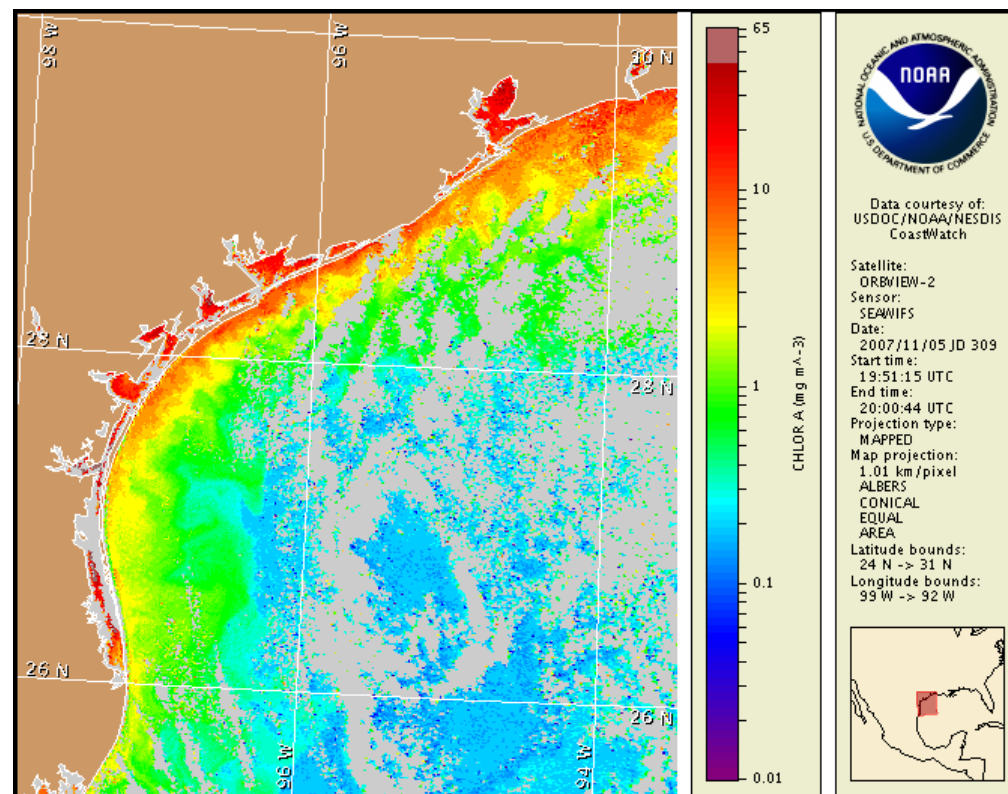 98 W
96 W
30 N
28 N
28 N
26 N
26 N
96 W
94 W
65
10
1
0.1
0.01
CHLOR A (mg m^-3)
NATIONAL OCEANIC AND ATMOSPHERIC ADMINISTRATION
NOAA
U.S. DEPARTMENT OF COMMERCE
Data courtesy of:
USDOC/NOAA/NESDIS
CoastWatch
Satellite:
ORBVIEW-2
Sensor:
SEAWIFS
Date:
2007/11/05 JD 309
Start time:
19:51:15 UTC
End time:
20:00:44 UTC
Projection type:
MAPPED
Map projection:
1.01 km/pixel
ALBERS
CONICAL
EQUAL
AREA
Latitude bounds:
24 N -> 31 N
Longitude bounds:
99 W -> 92 W